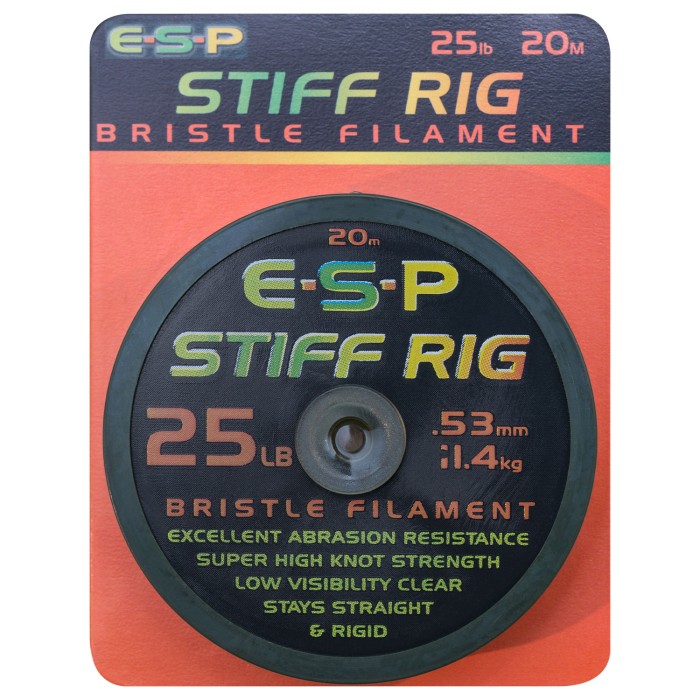 E-S-P 25lb 20M
STIFF RIG
BRISTLE FILAMENT
20m
E-S-P
STIFF RIG
25LB .53mm
11.4kg
BRISTLE FILAMENT
EXCELLENT ABRASION RESISTANCE
SUPER HIGH KNOT STRENGTH
LOW VISIBILITY CLEAR
STAYS STRAIGHT
& RIGID